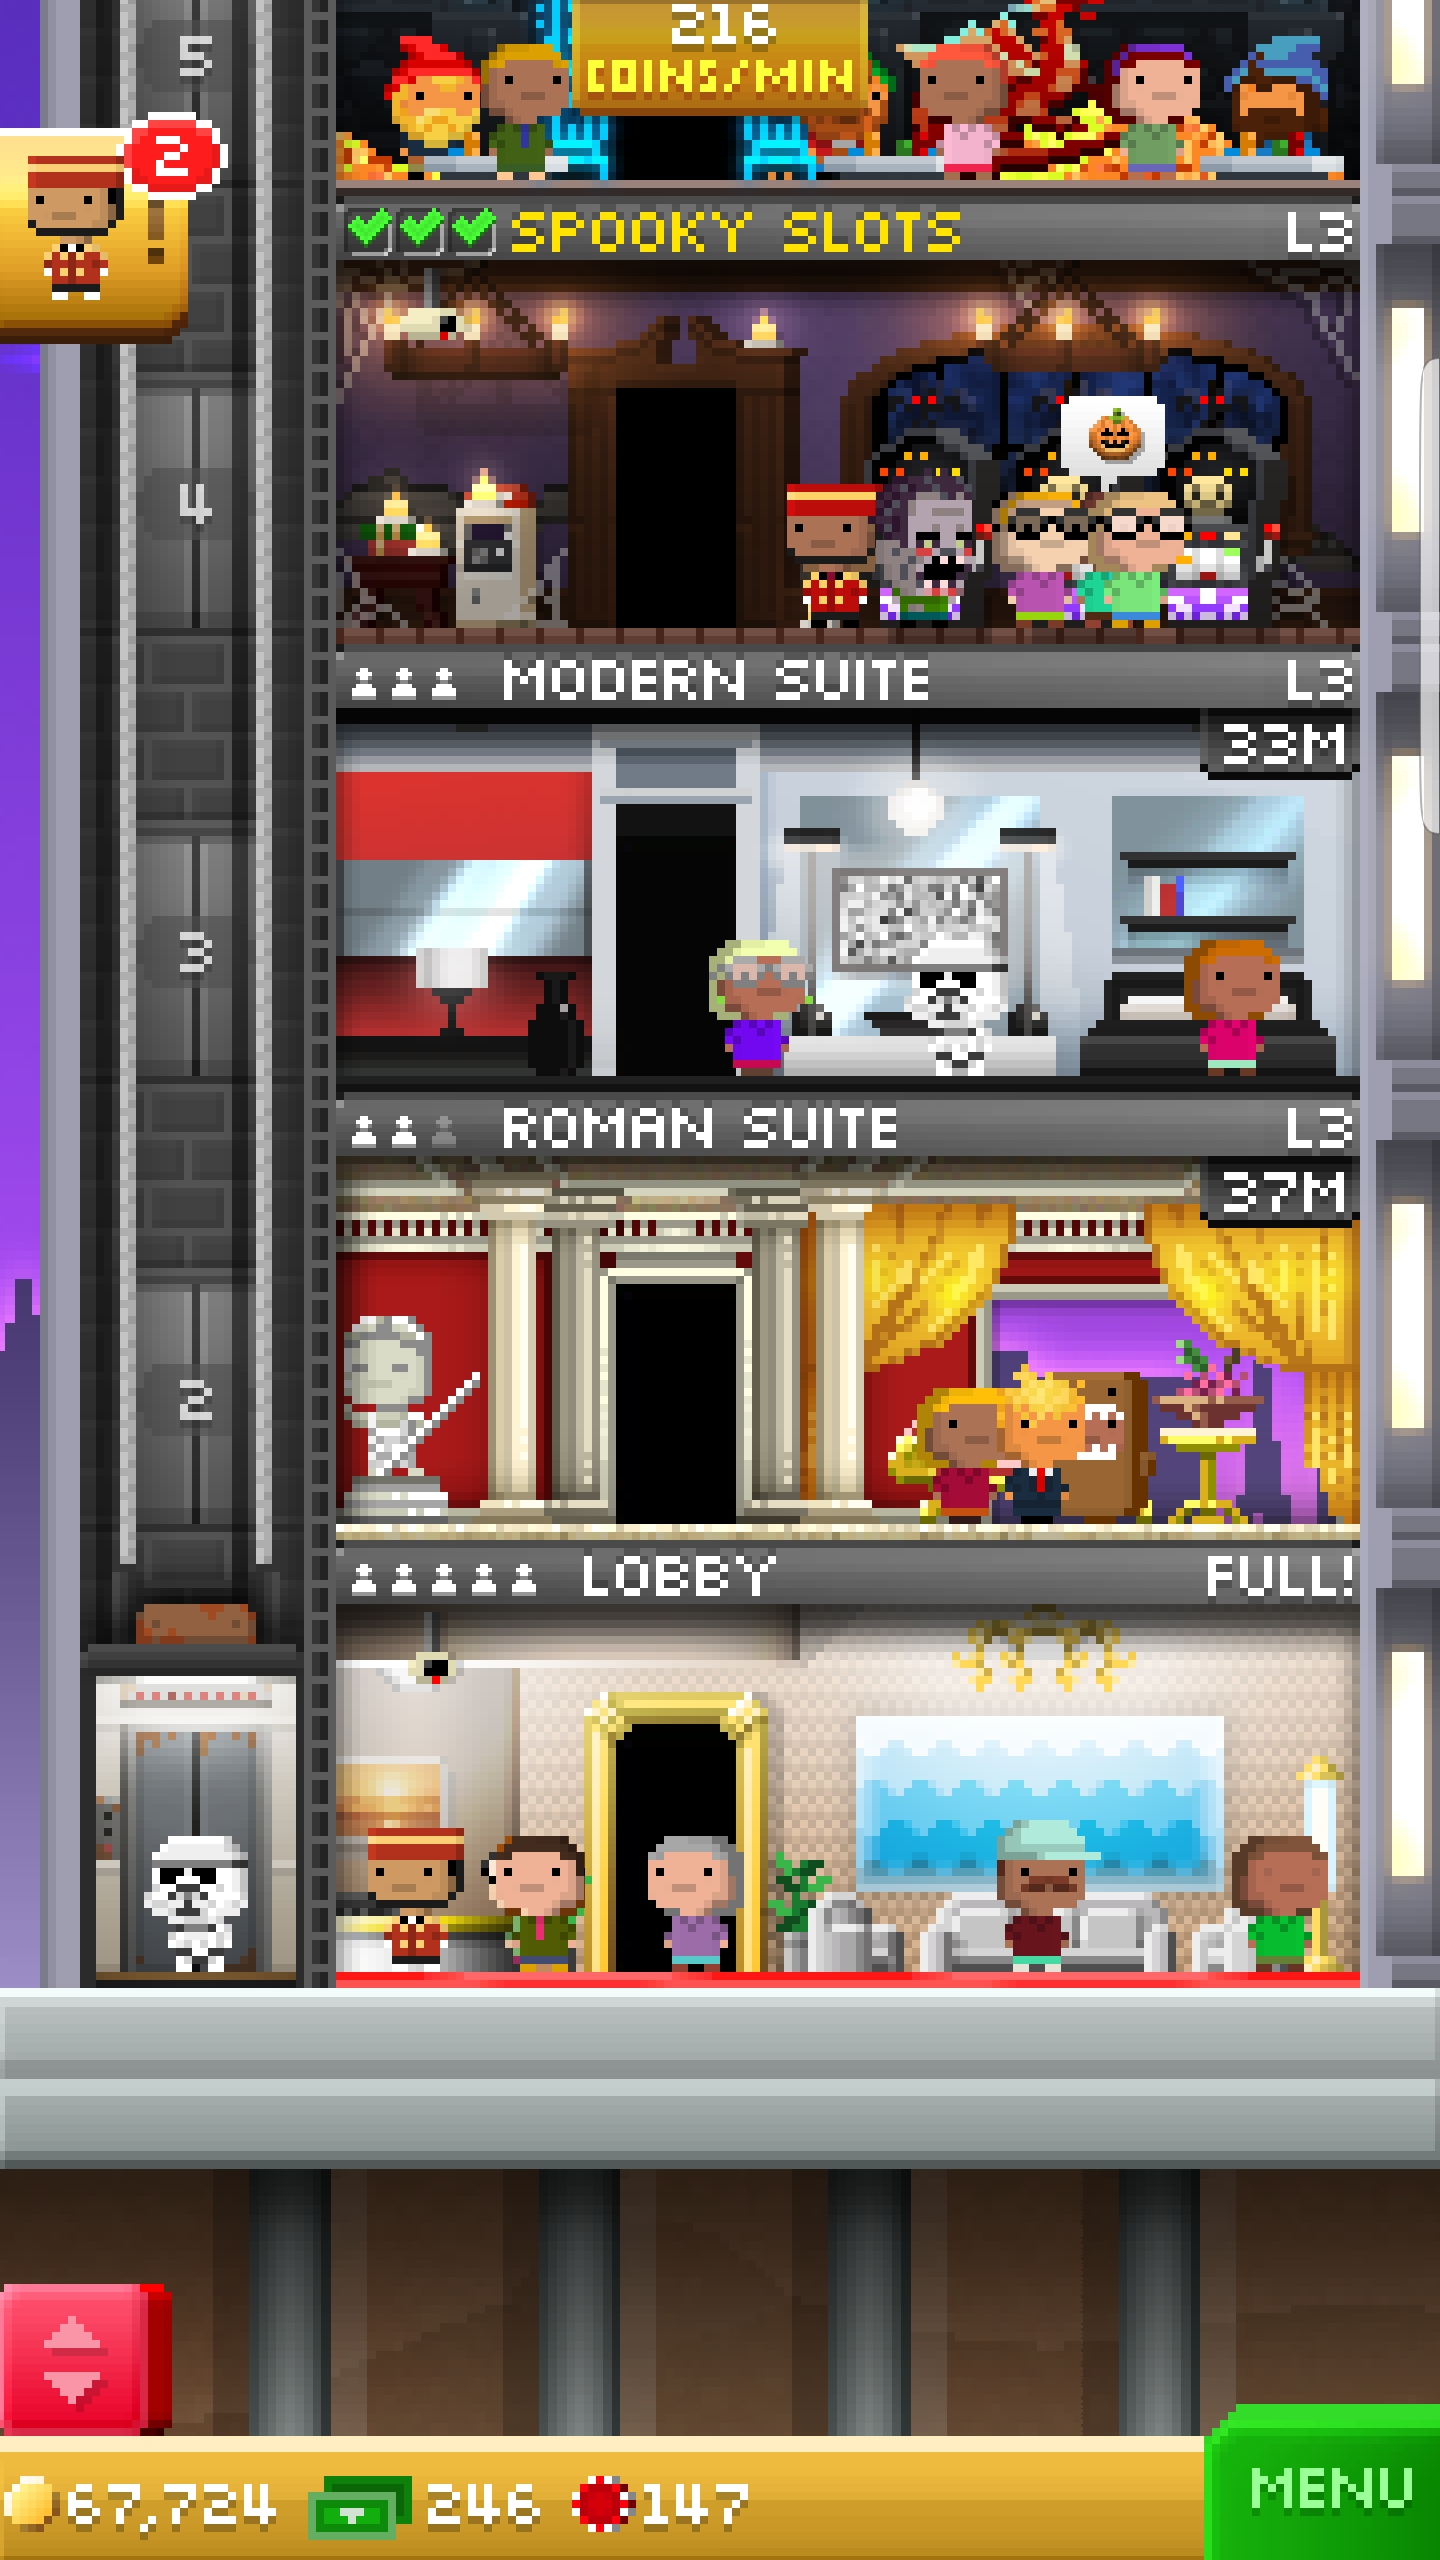 216
COINS/MIN
5
2
!
SPOOKY SLOTS L3
4
MODERN SUITE L3
33M
3
ROMAN SUITE L3
37M
2
LOBBY FULL!
67,724 246 147
MENU